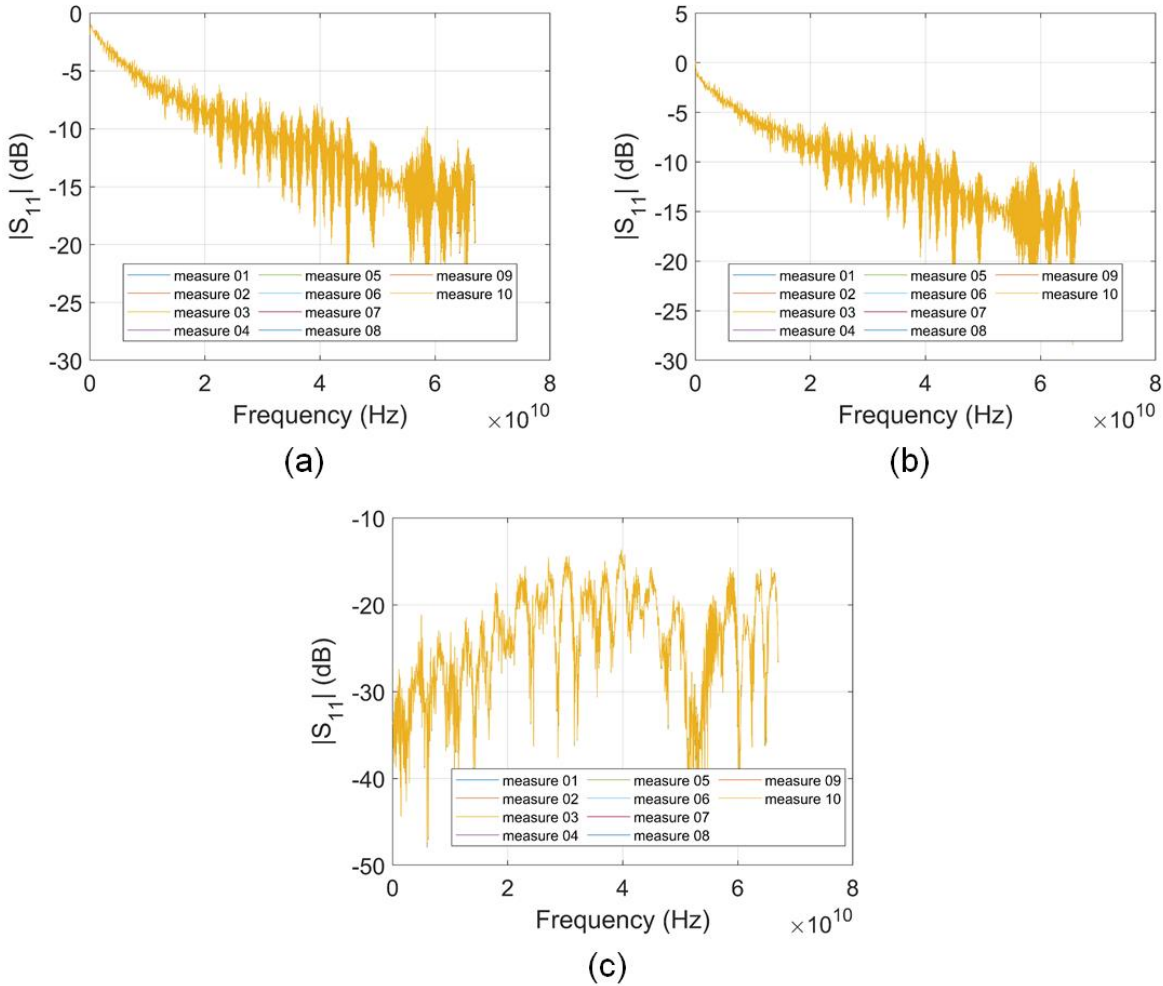 0
-5
-10
-15
-20
-25
-30
|S11| (dB)
measure 01 measure 05 measure 09
measure 02 measure 06 measure 10
measure 03 measure 07
measure 04 measure 08
0 2 4 6 8
Frequency (Hz) ×10^10
(a)
5
0
-5
-10
-15
-20
-25
-30
|S11| (dB)
measure 01 measure 05 measure 09
measure 02 measure 06 measure 10
measure 03 measure 07
measure 04 measure 08
0 2 4 6 8
Frequency (Hz) ×10^10
(b)
-10
-20
-30
-40
-50
|S11| (dB)
measure 01 measure 05 measure 09
measure 02 measure 06 measure 10
measure 03 measure 07
measure 04 measure 08
0 2 4 6 8
Frequency (Hz) ×10^10
(c)